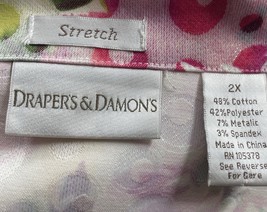 Stretch
DRAPER'S & DAMON'S
2X
48% Cotton
42% Polyester
7% Metalic
3% Spandex
Made in China
RN 105378
See Reverse
For Care